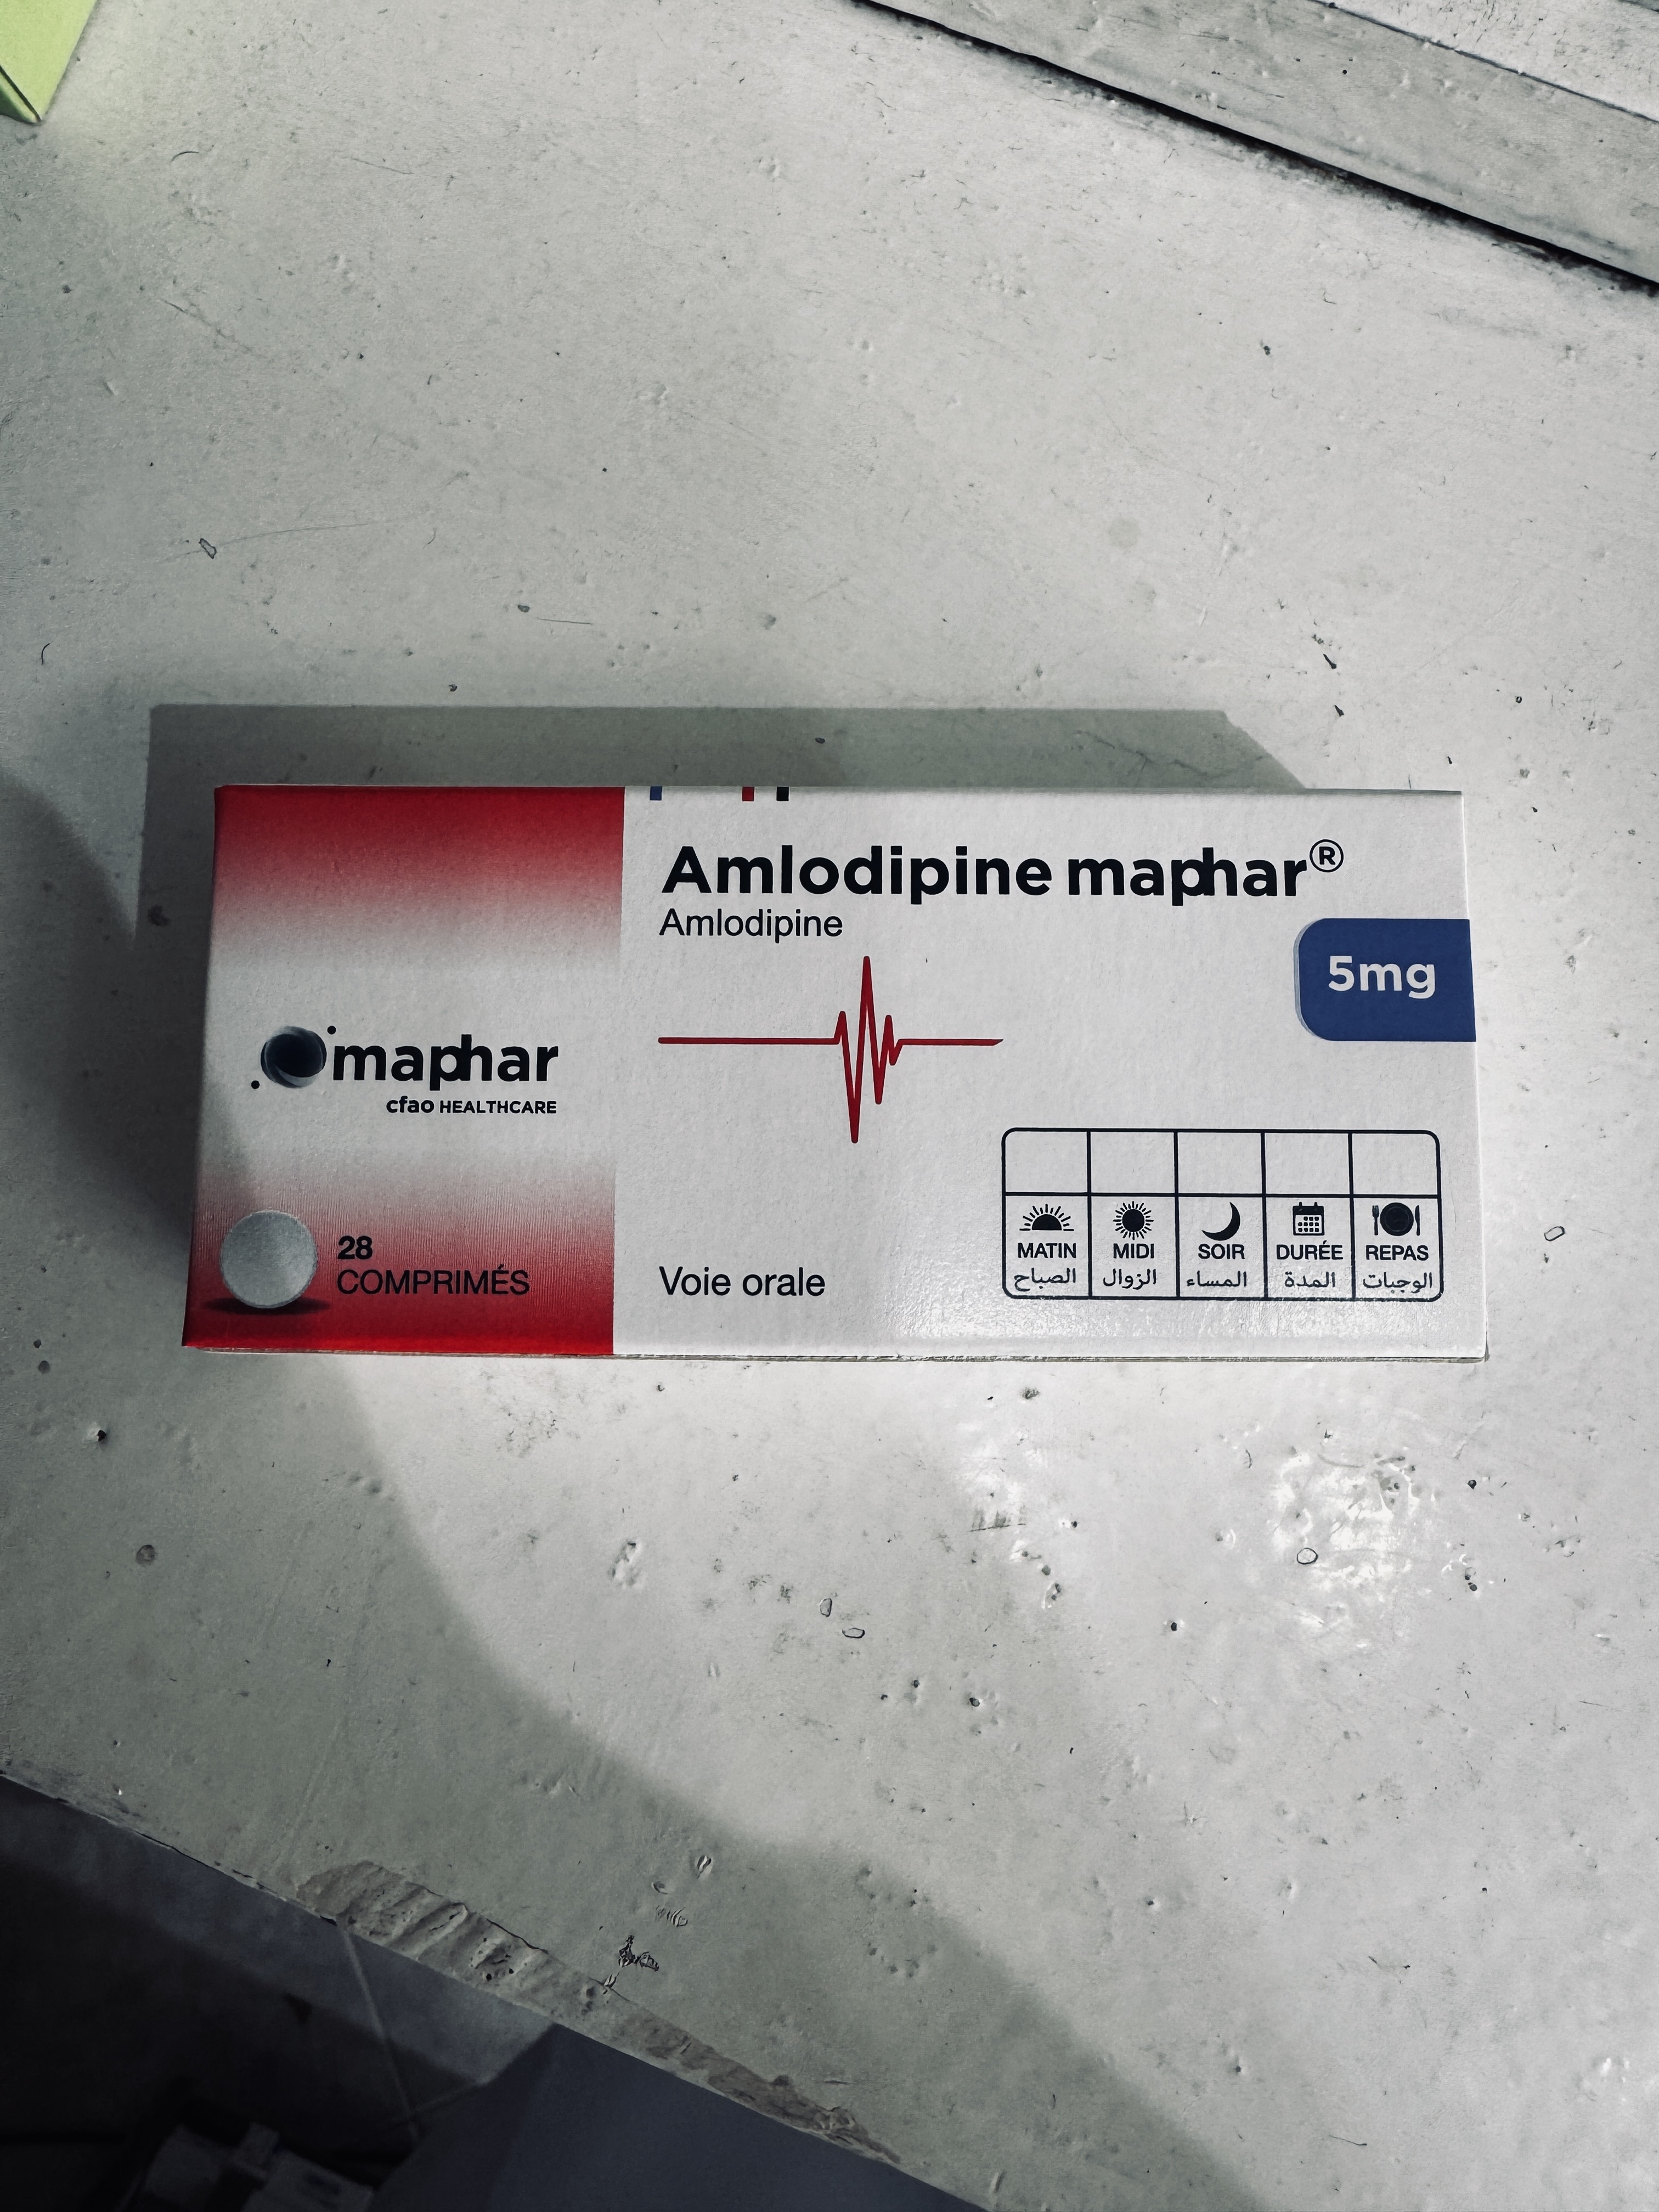 Amlodipine maphar®
Amlodipine
5mg
maphar
cfao HEALTHCARE
28
COMPRIMÉS
Voie orale
MATIN MIDI SOIR DURÉE REPAS
الصباح الزوال المساء المدة الوجبات